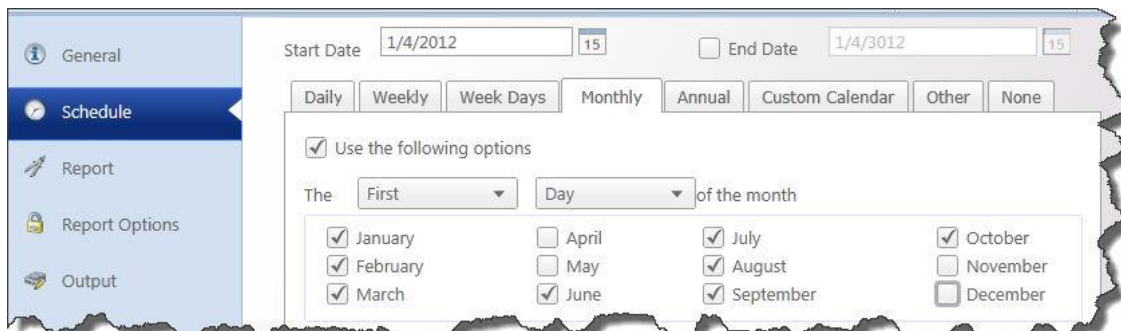 General
Schedule
Report
Report Options
Output
Start Date 1/4/2012 15 End Date 1/4/3012 15
Daily Weekly Week Days Monthly Annual Custom Calendar Other None
Use the following options
The First Day of the month
January April July October
February May August November
March June September December